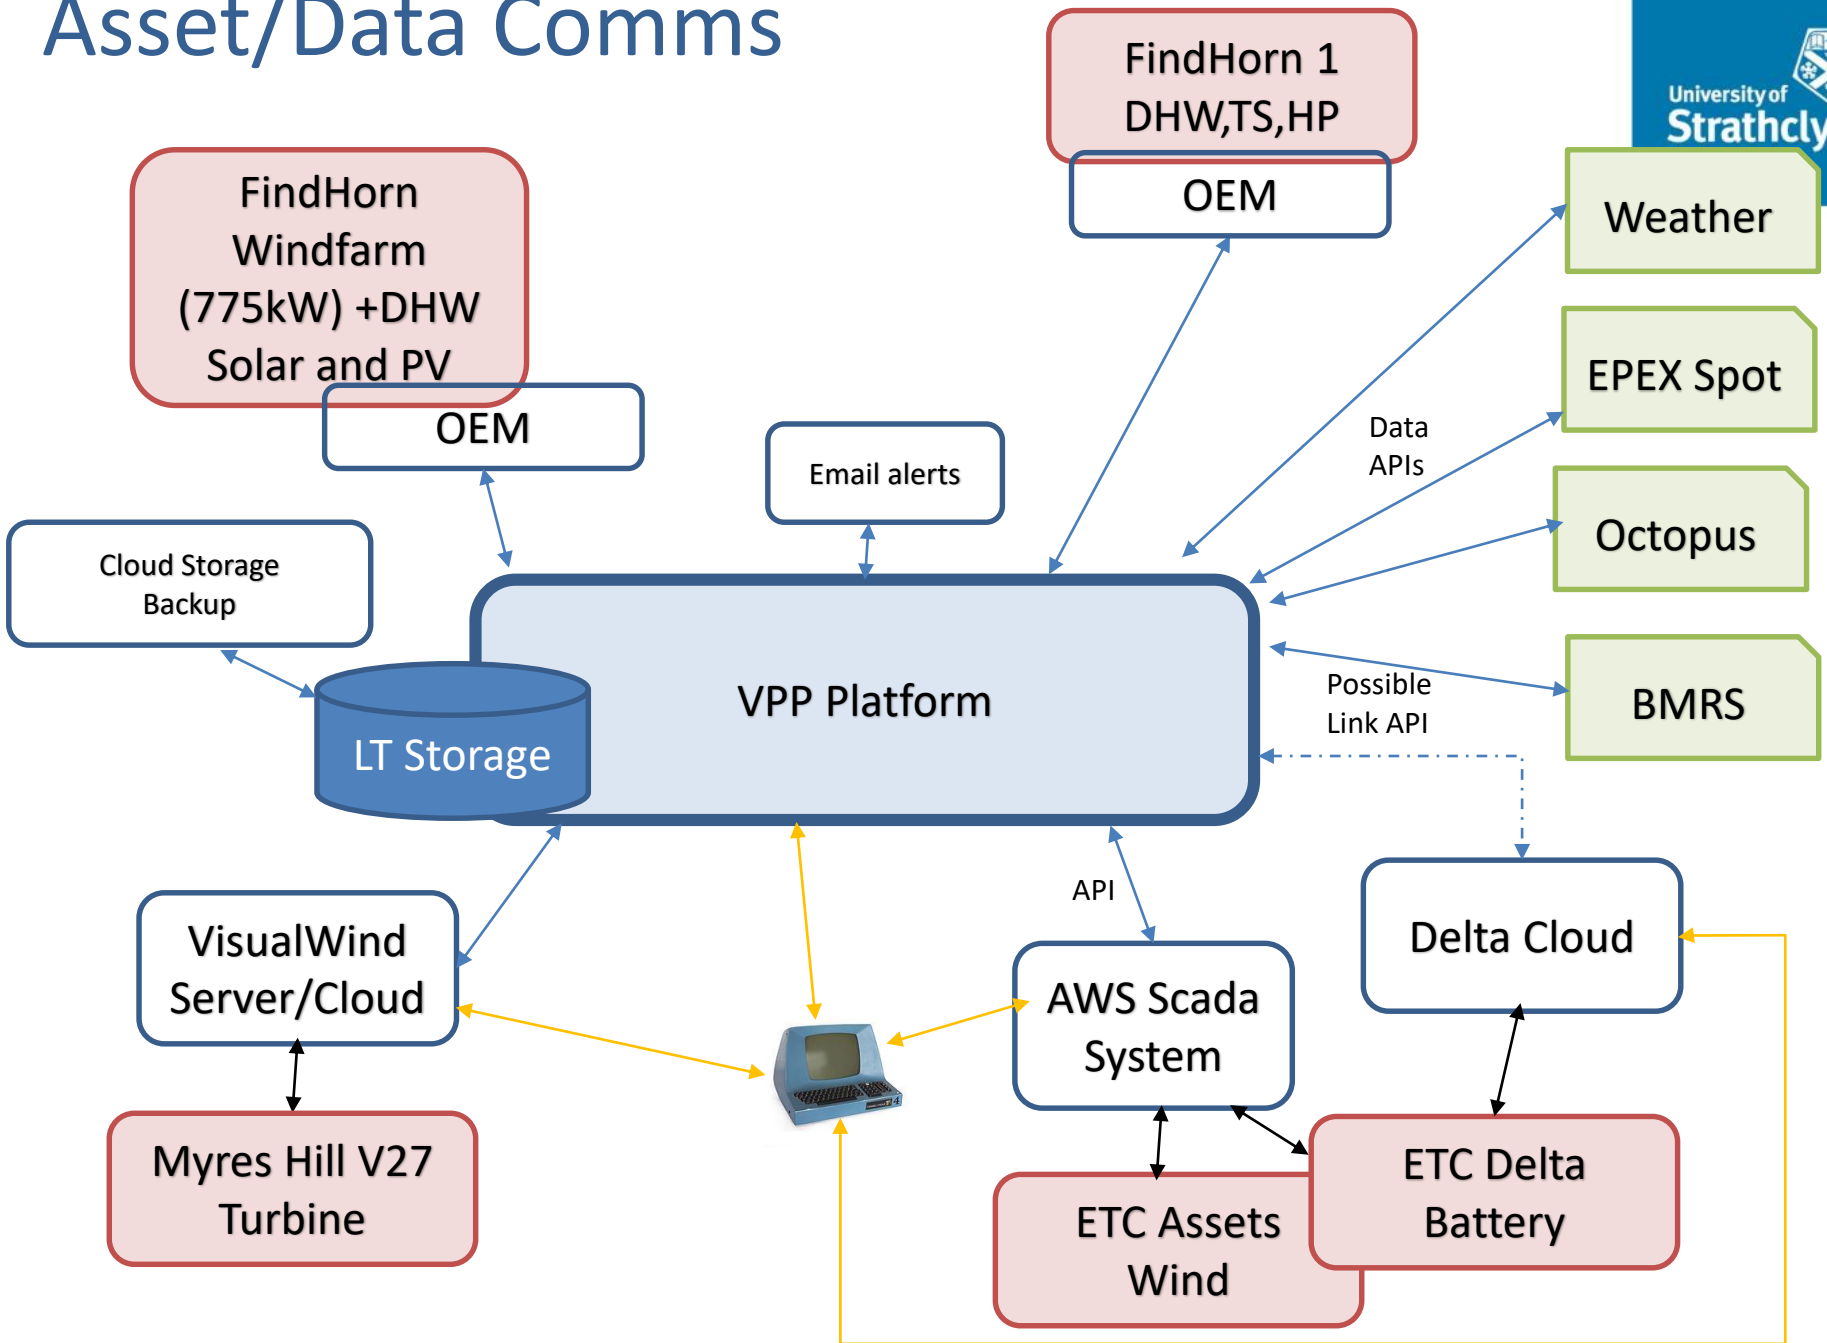 Asset/Data Comms
FindHorn 1
DHW,TS,HP
OEM
University of
Strathcly
FindHorn
Windfarm
(775kW) +DHW
Solar and PV
OEM
Weather
EPEX Spot
Data
APIs
Email alerts
Octopus
Cloud Storage
Backup
VPP Platform
LT Storage
Possible
Link API
BMRS
API
VisualWind
Server/Cloud
AWS Scada
System
Delta Cloud
Myres Hill V27
Turbine
ETC Assets
Wind
ETC Delta
Battery